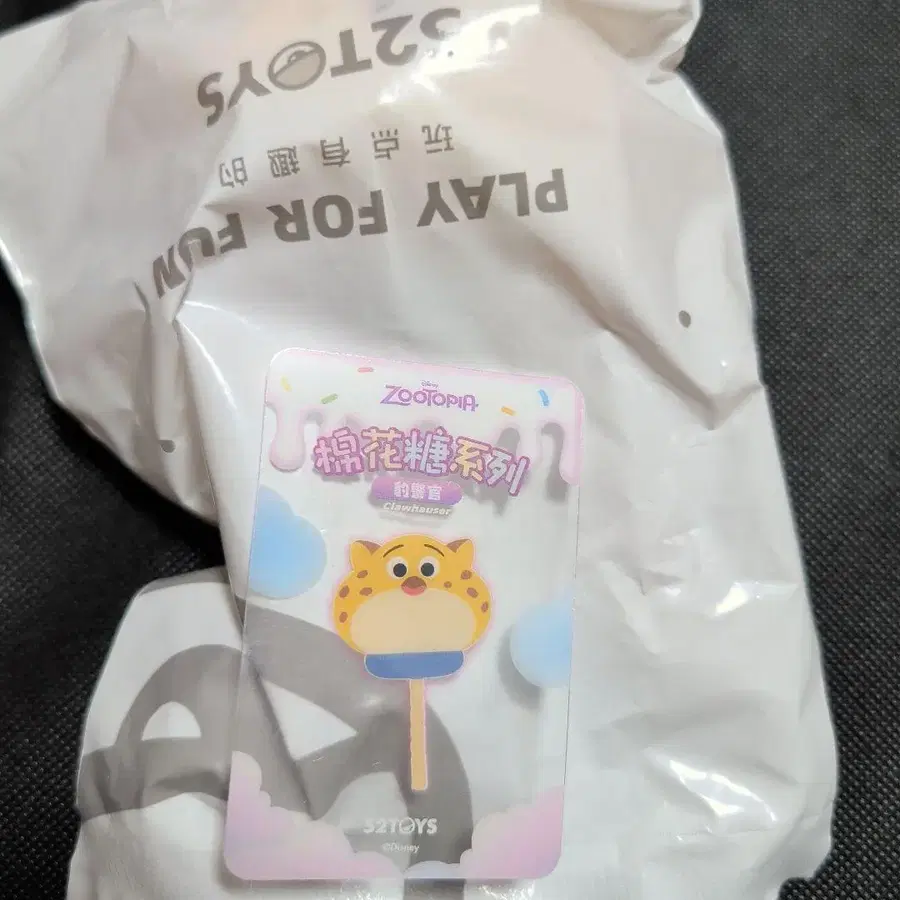 52TOYS
玩点有趣的
PLAY FOR FUN
Disney
ZOOTOPIA
棉花糖系列
豹警官
Clawhauser
52TOYS
©Disney